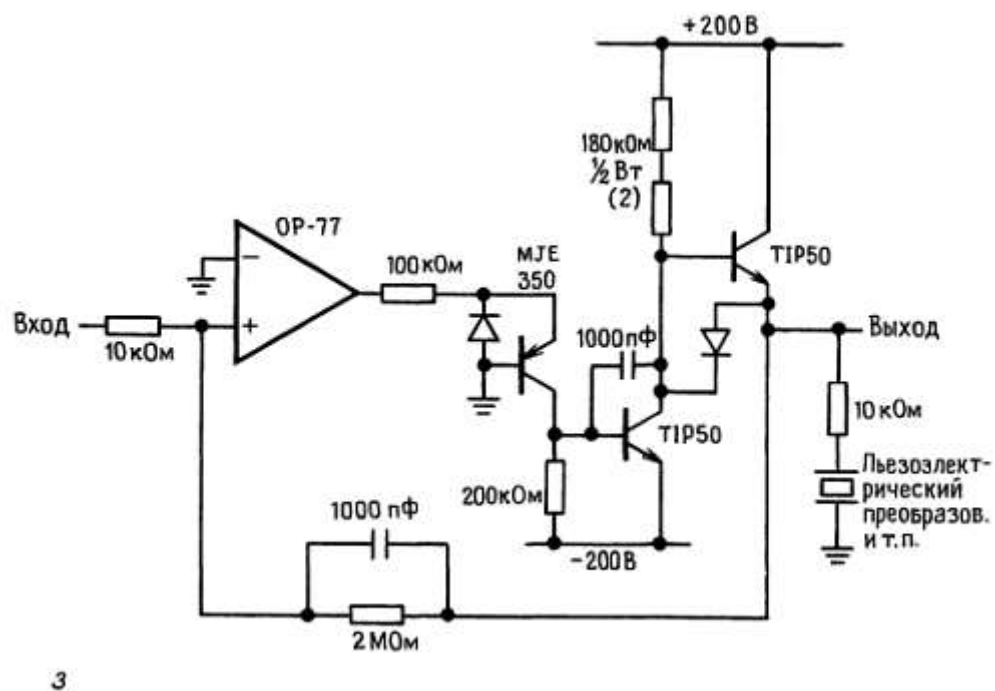 +200В
180кОм
½ Вт
(2)
OP-77
MJE
350
100кОм
TIP50
−
+
Вход
10кОм
1000пФ
Выход
10кОм
TIP50
200кОм
Пьезоэлект-
рический
преобразов.
и т.п.
1000 пФ
−200В
2МОм
З